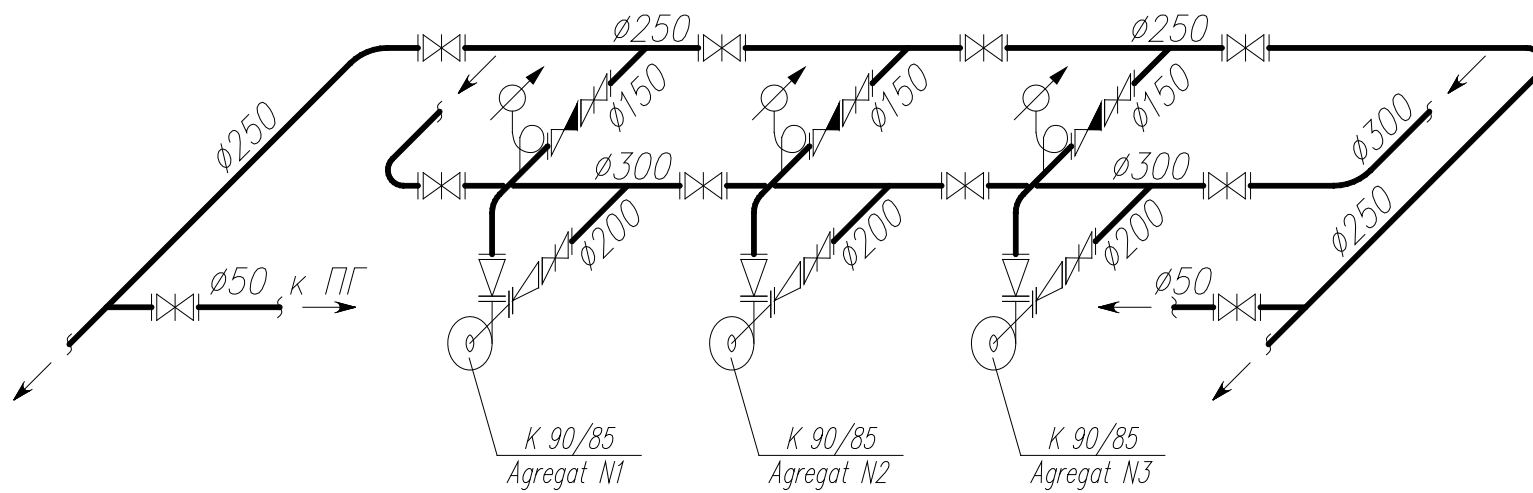 ø250
ø250
ø150
ø150
ø150
ø250
ø300
ø300
ø300
ø250
ø200
ø200
ø200
ø50 к ПГ
ø50
К 90/85
Agregat N1
К 90/85
Agregat N2
К 90/85
Agregat N3